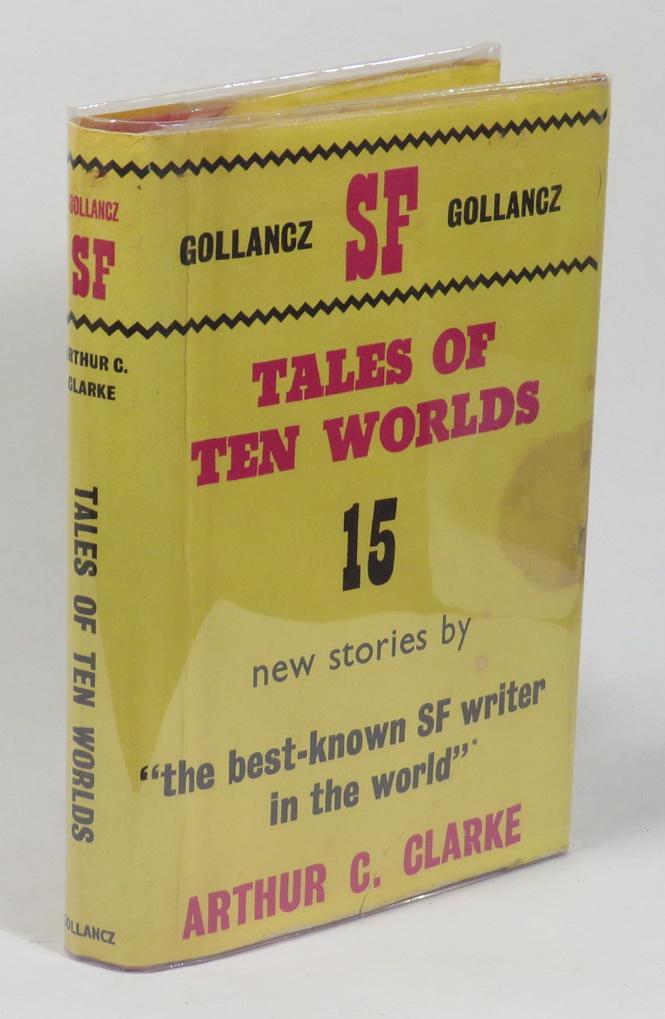 GOLLANCZ
SF
ARTHUR C.
CLARKE
TALES OF TEN WORLDS
GOLLANCZ
GOLLANCZ SF GOLLANCZ
TALES OF
TEN WORLDS
15
new stories by
“the best-known SF writer
in the world”*
ARTHUR C. CLARKE